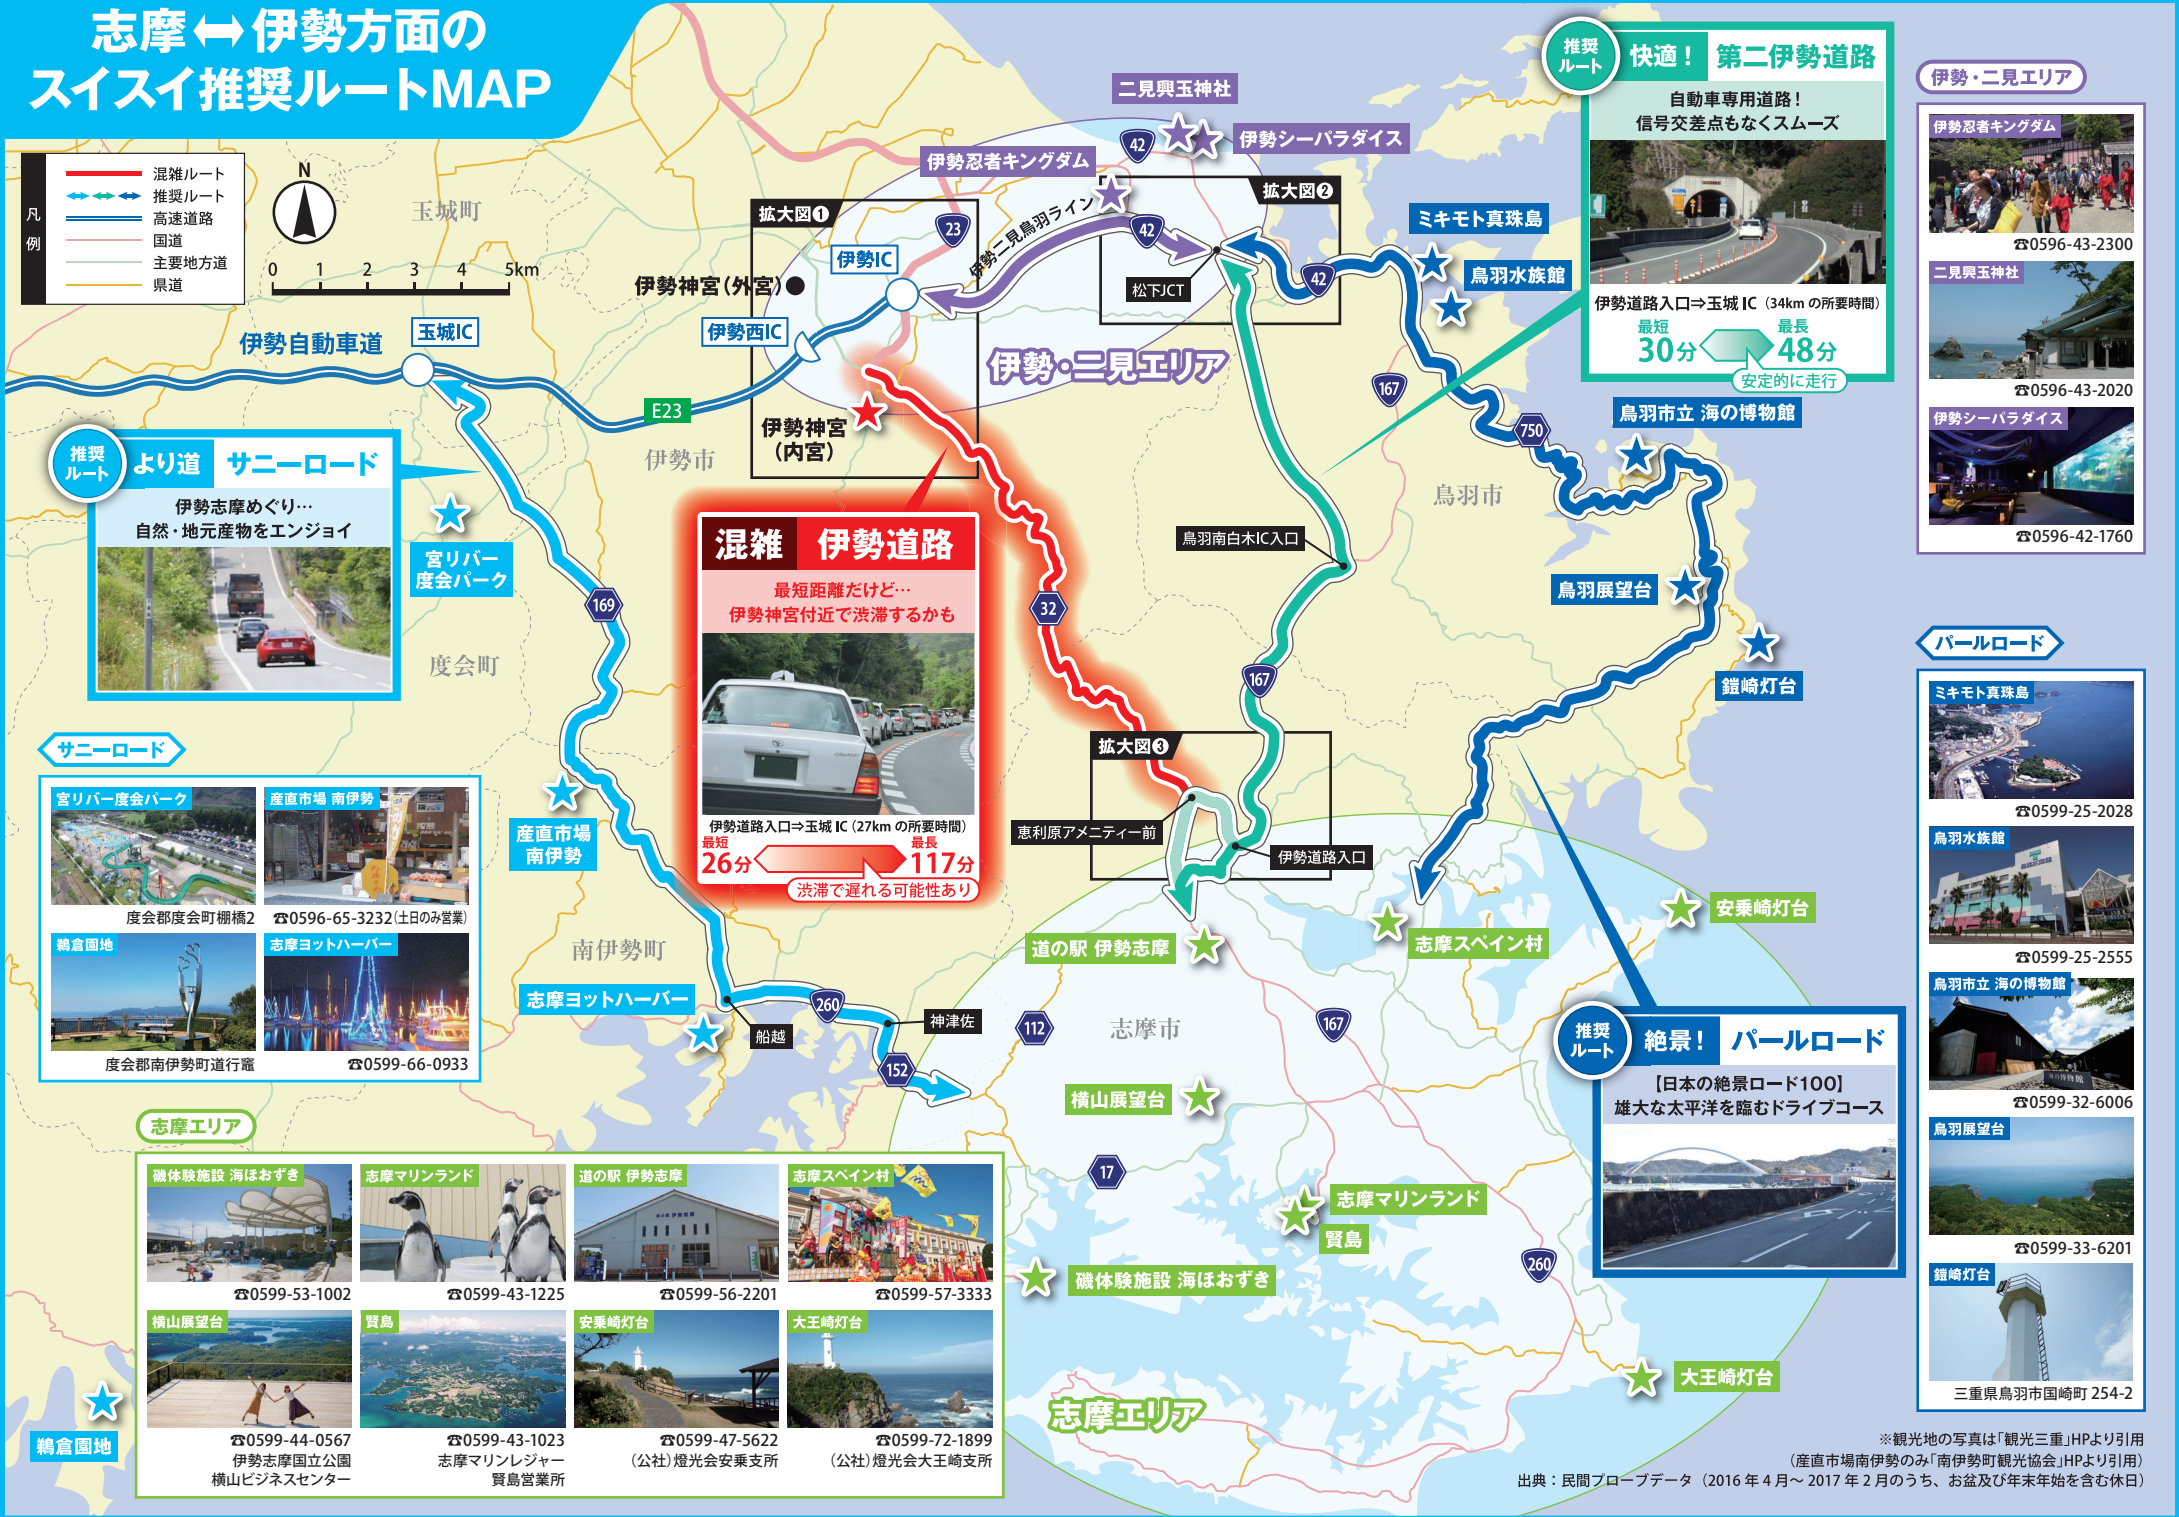 志摩⬌伊勢方面の
スイスイ推奨ルートMAP
凡例
混雑ルート
推奨ルート
高速道路
国道
主要地方道
県道
N
0 1 2 3 4 5km
玉城町
伊勢自動車道
玉城IC
E23
伊勢西IC
伊勢神宮(外宮)
拡大図❶
伊勢IC
23
伊勢神宮
(内宮)
伊勢市
伊勢忍者キングダム
二見興玉神社
42
伊勢シーパラダイス
伊勢二見鳥羽ライン
42
拡大図❷
松下JCT
42
伊勢・二見エリア
ミキモト真珠島
鳥羽水族館
167
750
鳥羽市立 海の博物館
鳥羽市
鳥羽南白木IC入口
鳥羽展望台
鎧崎灯台
32
167
拡大図❸
恵利原アメニティー前
伊勢道路入口
推奨
ルート
快適! 第二伊勢道路
自動車専用道路!
信号交差点もなくスムーズ
伊勢道路入口⇒玉城 IC(34km の所要時間)
最短 最長
30分 48分
安定的に走行
推奨
ルート
より道 サニーロード
伊勢志摩めぐり…
自然・地元産物をエンジョイ
宮リバー
度会パーク
169
度会町
混雑 伊勢道路
最短距離だけど…
伊勢神宮付近で渋滞するかも
伊勢道路入口⇒玉城 IC(27km の所要時間)
最短 最長
26分 117分
渋滞で遅れる可能性あり
産直市場
南伊勢
南伊勢町
志摩ヨットハーバー
船越
260
神津佐
152
112
道の駅 伊勢志摩
志摩スペイン村
安乗崎灯台
志摩市
167
横山展望台
17
志摩マリンランド
賢島
260
磯体験施設 海ほおずき
大王崎灯台
志摩エリア
鵜倉園地
推奨
ルート
絶景! パールロード
【日本の絶景ロード100】
雄大な太平洋を臨むドライブコース
サニーロード
宮リバー度会パーク
度会郡度会町棚橋2
産直市場 南伊勢
☎0596-65-3232(土日のみ営業)
鵜倉園地
度会郡南伊勢町道行竈
志摩ヨットハーバー
☎0599-66-0933
志摩エリア
磯体験施設 海ほおずき
☎0599-53-1002
志摩マリンランド
☎0599-43-1225
道の駅 伊勢志摩
道の駅 伊勢志摩
☎0599-56-2201
志摩スペイン村
☎0599-57-3333
横山展望台
☎0599-44-0567
伊勢志摩国立公園
横山ビジネスセンター
賢島
☎0599-43-1023
志摩マリンレジャー
賢島営業所
安乗崎灯台
☎0599-47-5622
(公社)燈光会安乗支所
大王崎灯台
☎0599-72-1899
(公社)燈光会大王崎支所
伊勢・二見エリア
伊勢忍者キングダム
☎0596-43-2300
二見興玉神社
☎0596-43-2020
伊勢シーパラダイス
☎0596-42-1760
パールロード
ミキモト真珠島
☎0599-25-2028
鳥羽水族館
☎0599-25-2555
鳥羽市立 海の博物館
海の博物館
☎0599-32-6006
鳥羽展望台
☎0599-33-6201
鎧崎灯台
三重県鳥羽市国崎町 254-2
※観光地の写真は「観光三重」HPより引用
(産直市場南伊勢のみ「南伊勢町観光協会」HPより引用)
出典:民間プローブデータ(2016 年 4 月〜 2017 年 2 月のうち、お盆及び年末年始を含む休日)